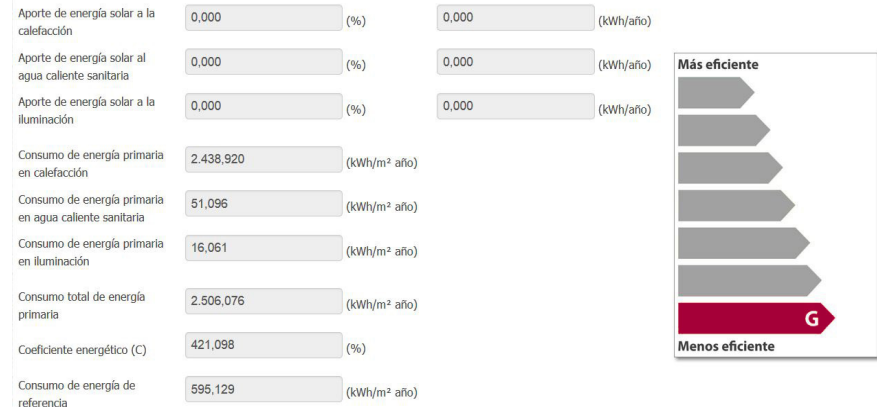 Aporte de energía solar a la calefacción 0,000 (%) 0,000 (kWh/año)
Aporte de energía solar al agua caliente sanitaria 0,000 (%) 0,000 (kWh/año)
Aporte de energía solar a la iluminación 0,000 (%) 0,000 (kWh/año)
Consumo de energía primaria en calefacción 2.438,920 (kWh/m² año)
Consumo de energía primaria en agua caliente sanitaria 51,096 (kWh/m² año)
Consumo de energía primaria en iluminación 16,061 (kWh/m² año)
Consumo total de energía primaria 2.506,076 (kWh/m² año)
Coeficiente energético (C) 421,098 (%)
Consumo de energía de referencia 595,129 (kWh/m² año)
Más eficiente
G
Menos eficiente